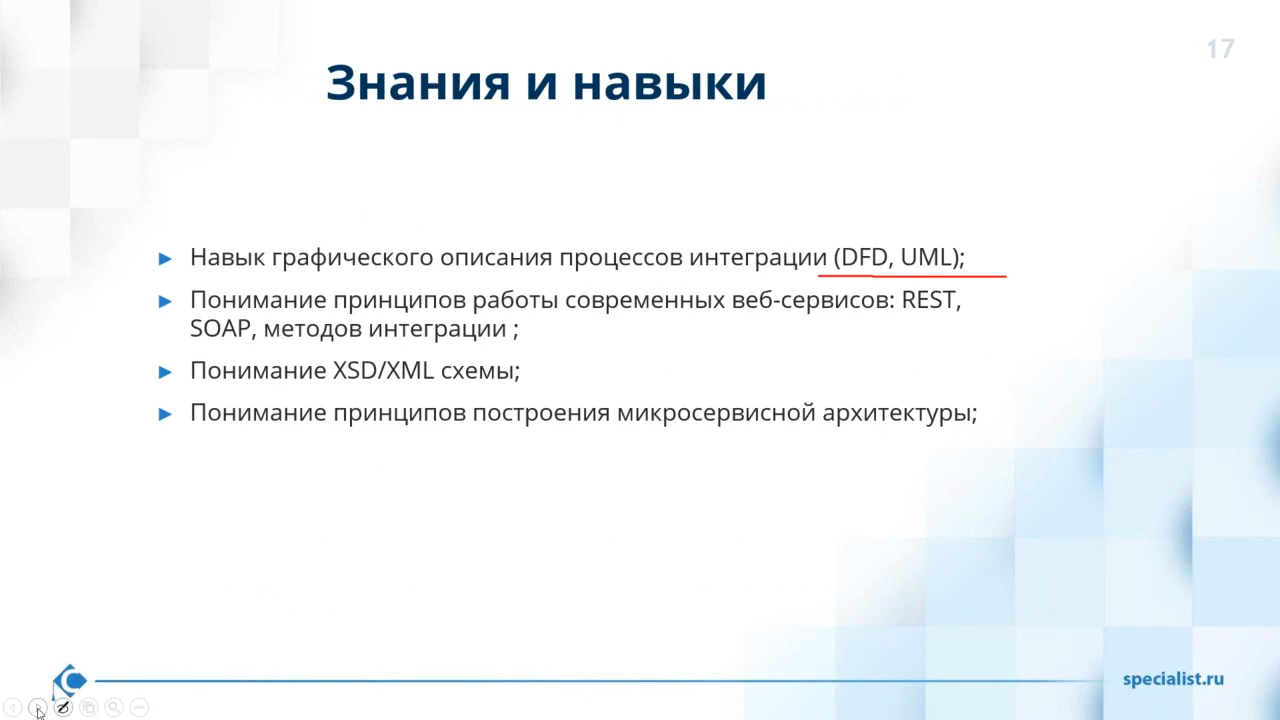 17
Знания и навыки
Навык графического описания процессов интеграции (DFD, UML);
Понимание принципов работы современных веб-сервисов: REST,
SOAP, методов интеграции ;
Понимание XSD/XML схемы;
Понимание принципов построения микросервисной архитектуры;
specialist.ru